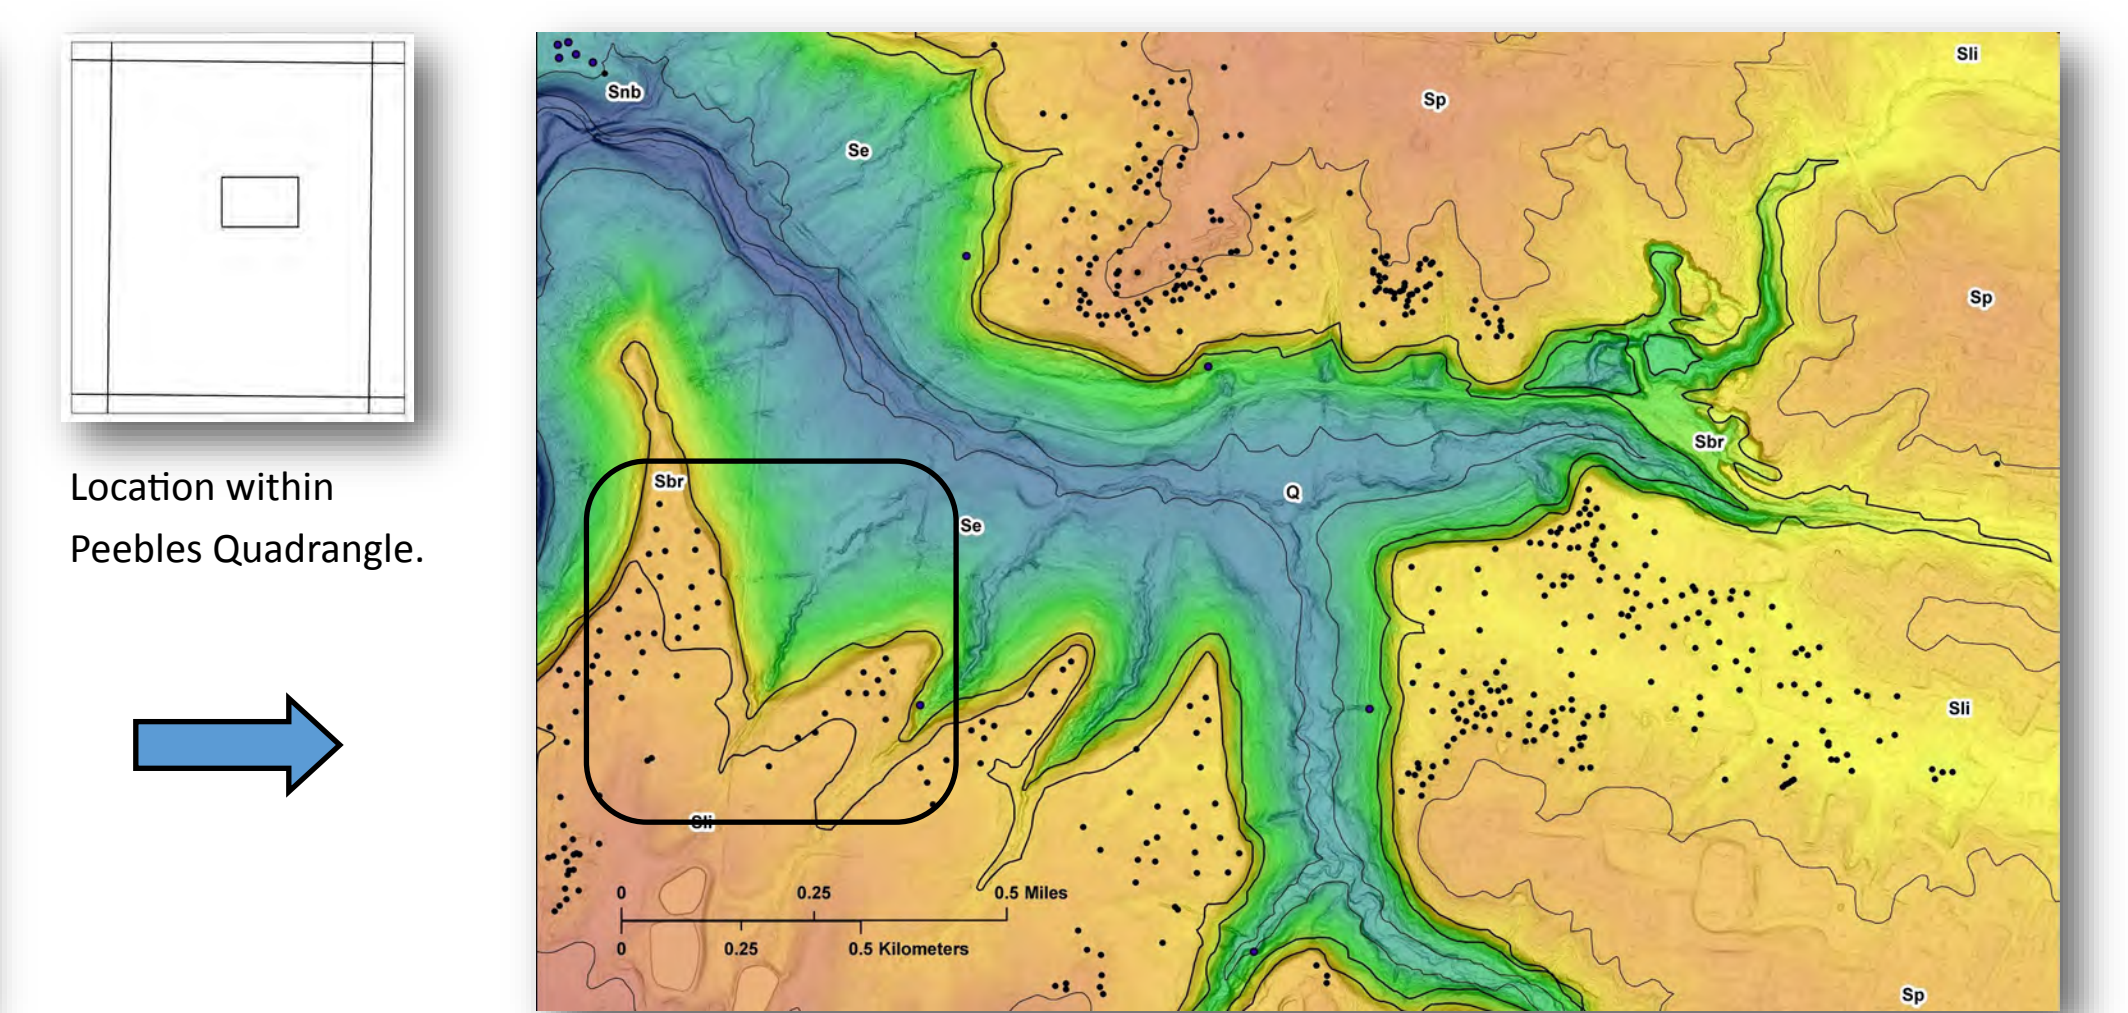 Location within
Peebles Quadrangle.
Sli
Snb
Sp
Se
Sp
Sbr
Sbr
Q
Se
Sli
Sli
0 0.25 0.5 Miles
0 0.25 0.5 Kilometers
Sp